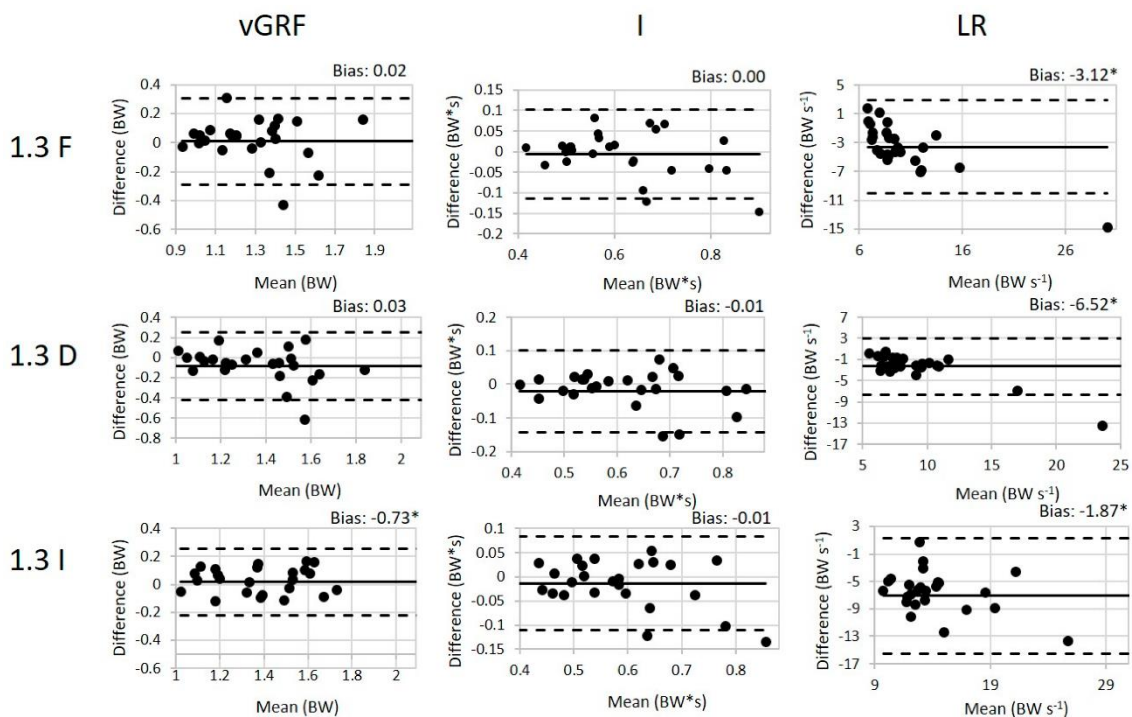 vGRF I LR
1.3 F
Bias: 0.02
Difference (BW)
0.4
0.2
0
-0.2
-0.4
-0.6
0.9 1.1 1.3 1.5 1.7 1.9
Mean (BW)
Bias: 0.00
Difference (BW*s)
0.15
0.1
0.05
0
-0.05
-0.1
-0.15
-0.2
0.4 0.6 0.8
Mean (BW*s)
Bias: -3.12*
Difference (BW s⁻¹)
5
1
-3
-7
-11
-15
6 16 26
Mean (BW s⁻¹)
1.3 D
Bias: 0.03
Difference (BW)
0.4
0.2
0
-0.2
-0.4
-0.6
-0.8
1 1.2 1.4 1.6 1.8 2
Mean (BW)
Bias: -0.01
Difference (BW*s)
0.2
0.1
0
-0.1
-0.2
0.4 0.5 0.6 0.7 0.8
Mean (BW*s)
Bias: -6.52*
Difference (BW s⁻¹)
7
3
-1
-5
-9
-13
-17
5 10 15 20 25
Mean (BW s⁻¹)
1.3 I
Bias: -0.73*
Difference (BW)
0.4
0.2
0
-0.2
-0.4
-0.6
1 1.2 1.4 1.6 1.8 2
Mean (BW)
Bias: -0.01
Difference (BW*s)
0.1
0.05
0
-0.05
-0.1
-0.15
0.4 0.5 0.6 0.7 0.8
Mean (BW*s)
Bias: -1.87*
Difference (BW s⁻¹)
3
-1
-5
-9
-13
-17
9 19 29
Mean (BW s⁻¹)